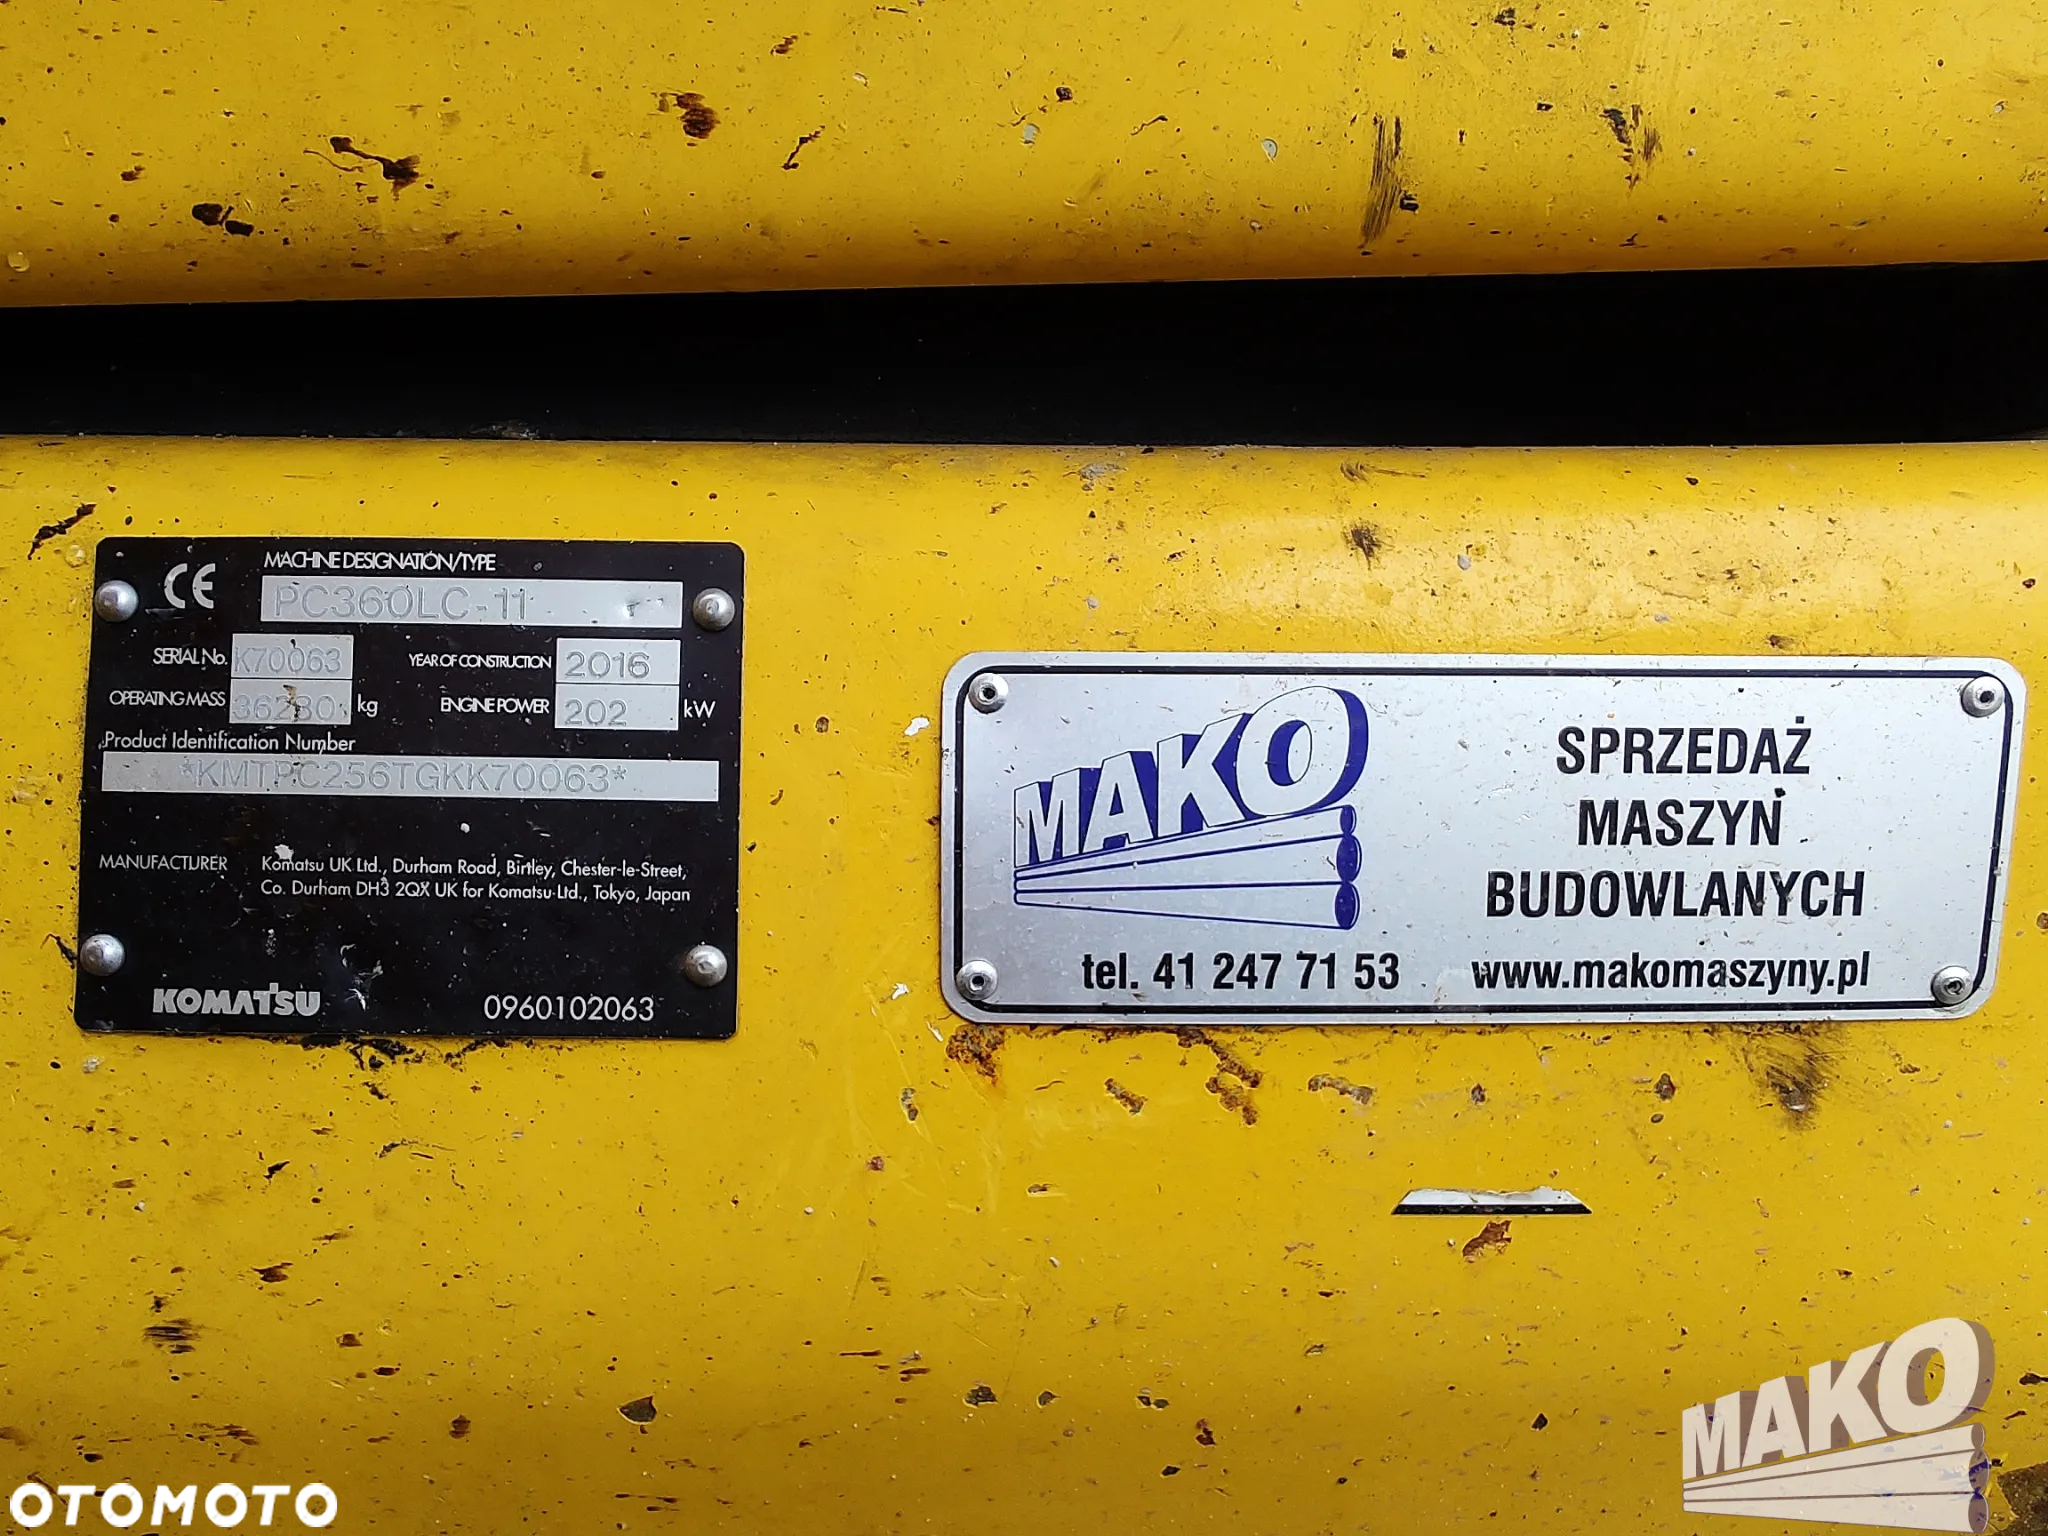 CE
MACHINE DESIGNATION/TYPE
PC360LC-11
SERIAL No. K70063 YEAR OF CONSTRUCTION 2016
OPERATING MASS kg ENGINE POWER 202 kW
Product Identification Number
*KMTPC256TGKK70063*
MANUFACTURER Komatsu UK Ltd., Durham Road, Birtley, Chester-le-Street,
Co. Durham DH3 2QX UK for Komatsu Ltd., Tokyo, Japan
KOMATSU 0960102063
MAKO
SPRZEDAŻ
MASZYN
BUDOWLANYCH
tel. 41 247 71 53 www.makomaszyny.pl
MAKO
OTOMOTO